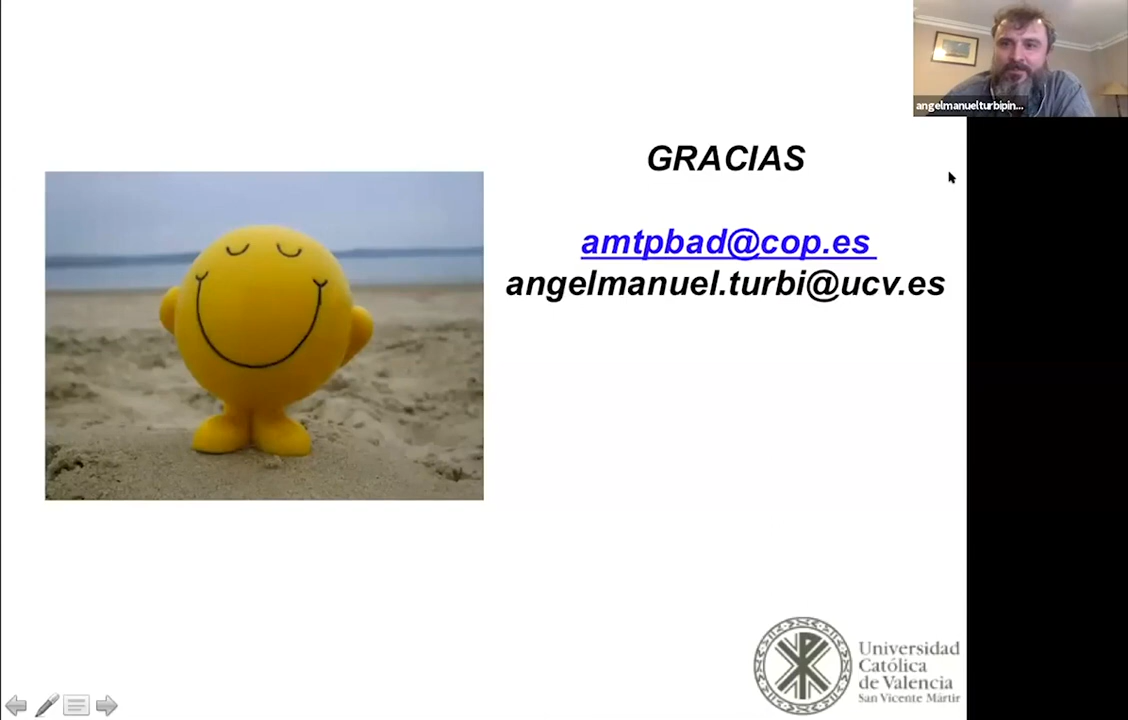 angelmanuelturbipin...
GRACIAS
amtpbad@cop.es
angelmanuel.turbi@ucv.es
Universidad
Católica
de Valencia
San Vicente Mártir